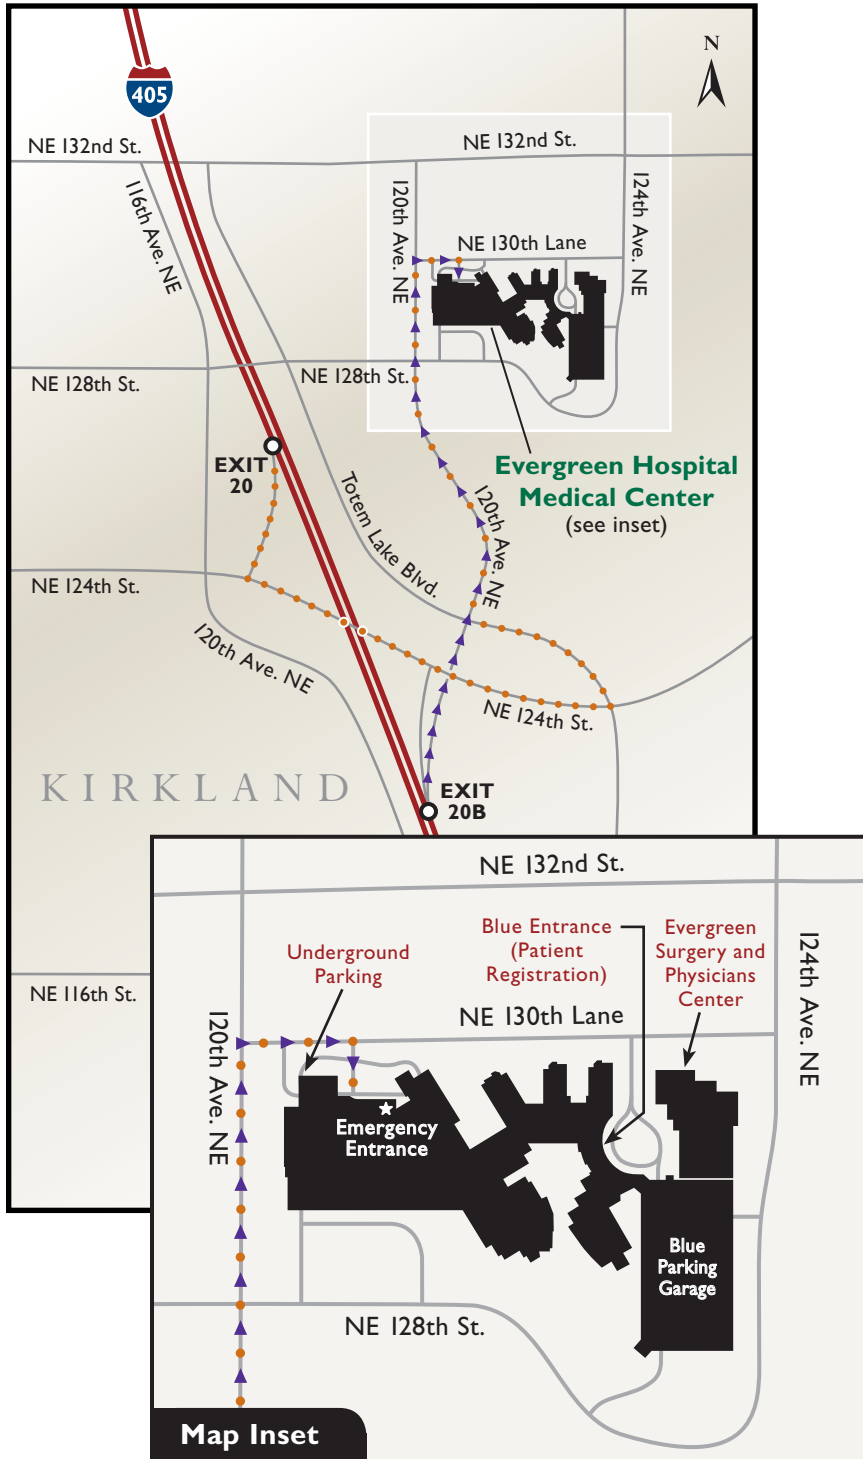 N
405
NE 132nd St.
NE 132nd St.
116th Ave. NE
120th Ave. NE
124th Ave. NE
NE 130th Lane
NE 128th St.
NE 128th St.
EXIT
20
Evergreen Hospital
Medical Center
(see inset)
Totem Lake Blvd.
120th Ave. NE
NE 124th St.
120th Ave. NE
NE 124th St.
KIRKLAND
EXIT
20B
NE 116th St.
NE 132nd St.
Underground
Parking
Blue Entrance
(Patient
Registration)
Evergreen
Surgery and
Physicians
Center
124th Ave. NE
NE 130th Lane
120th Ave. NE
Emergency
Entrance
Blue
Parking
Garage
NE 128th St.
Map Inset